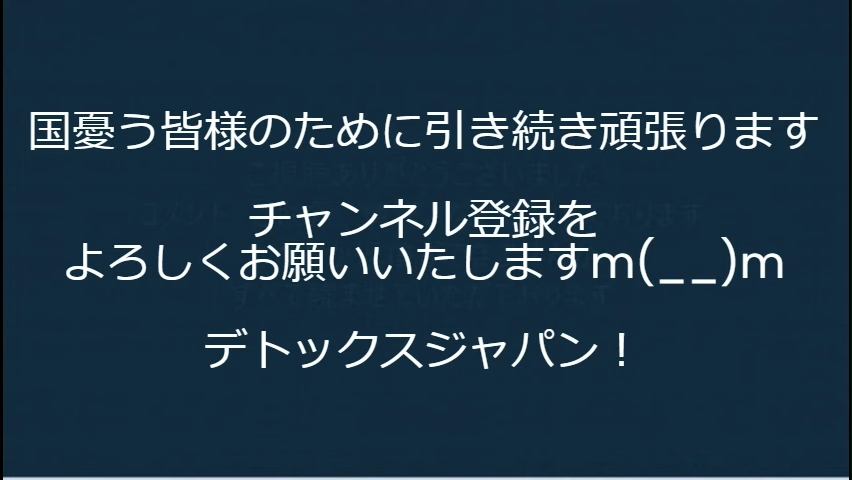 国憂う皆様のために引き続き頑張ります
チャンネル登録を
よろしくお願いいたしますm(__)m
デトックスジャパン！